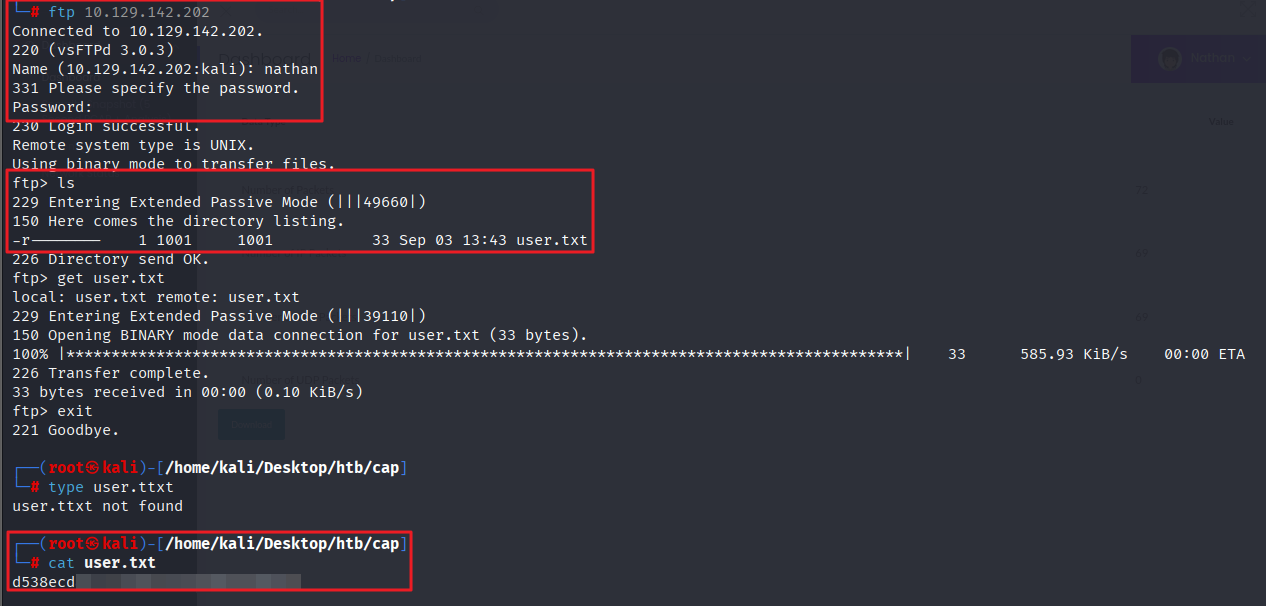 └─# ftp 10.129.142.202
Connected to 10.129.142.202.
220 (vsFTPd 3.0.3)
Name (10.129.142.202:kali): nathan
331 Please specify the password.
Password:
230 Login successful.
Remote system type is UNIX.
Using binary mode to transfer files.
ftp> ls
229 Entering Extended Passive Mode (|||49660|)
150 Here comes the directory listing.
-r-------- 1 1001 1001 33 Sep 03 13:43 user.txt
226 Directory send OK.
ftp> get user.txt
local: user.txt remote: user.txt
229 Entering Extended Passive Mode (|||39110|)
150 Opening BINARY mode data connection for user.txt (33 bytes).
100% |*********************************************************************************************| 33 585.93 KiB/s 00:00 ETA
226 Transfer complete.
33 bytes received in 00:00 (0.10 KiB/s)
ftp> exit
221 Goodbye.
┌──(root㉿kali)-[/home/kali/Desktop/htb/cap]
└─# type user.ttxt
user.ttxt not found
┌──(root㉿kali)-[/home/kali/Desktop/htb/cap]
└─# cat user.txt
d538ecd
Nathan
Value